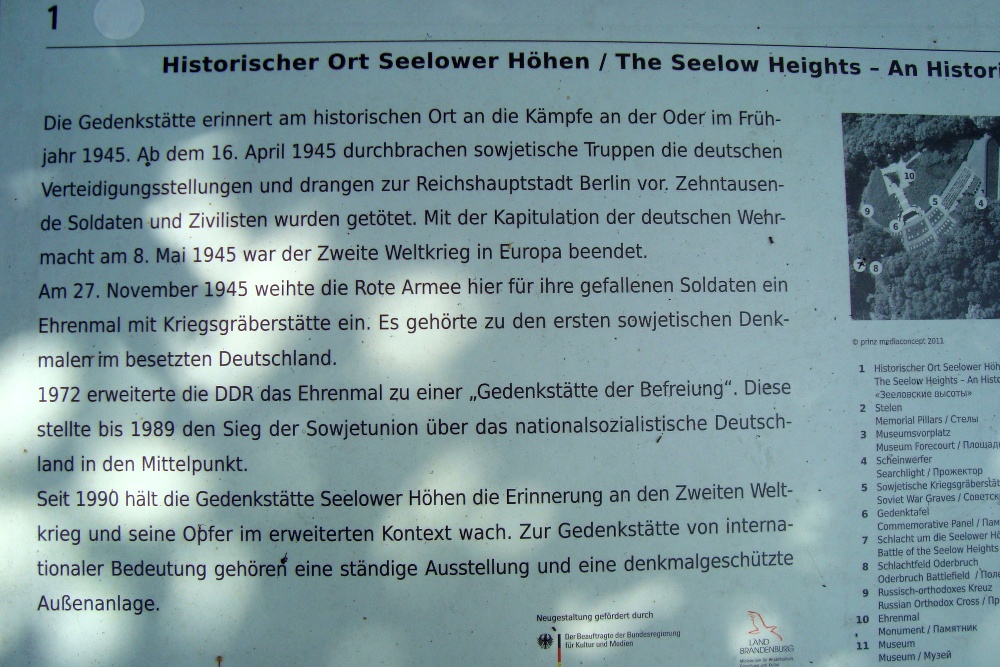 1
Historischer Ort Seelower Höhen / The Seelow Heights – An Histori
Die Gedenkstätte erinnert am historischen Ort an die Kämpfe an der Oder im Früh-
jahr 1945. Ab dem 16. April 1945 durchbrachen sowjetische Truppen die deutschen
Verteidigungsstellungen und drangen zur Reichshauptstadt Berlin vor. Zehntausen-
de Soldaten und Zivilisten wurden getötet. Mit der Kapitulation der deutschen Wehr-
macht am 8. Mai 1945 war der Zweite Weltkrieg in Europa beendet.
Am 27. November 1945 weihte die Rote Armee hier für ihre gefallenen Soldaten ein
Ehrenmal mit Kriegsgräberstätte ein. Es gehörte zu den ersten sowjetischen Denk-
malen im besetzten Deutschland.
1972 erweiterte die DDR das Ehrenmal zu einer „Gedenkstätte der Befreiung“. Diese
stellte bis 1989 den Sieg der Sowjetunion über das nationalsozialistische Deutsch-
land in den Mittelpunkt.
Seit 1990 hält die Gedenkstätte Seelower Höhen die Erinnerung an den Zweiten Welt-
krieg und seine Opfer im erweiterten Kontext wach. Zur Gedenkstätte von interna-
tionaler Bedeutung gehören eine ständige Ausstellung und eine denkmalgeschützte
Außenanlage.
Neugestaltung gefördert durch
Der Beauftragte der Bundesregierung
für Kultur und Medien
LAND
BRANDENBURG
10
9
5
4
6
7
8
© prinz mediaconcept 2011
1 Historischer Ort Seelower Höh
The Seelow Heights – An Histo
«Зееловские высоты»
2 Stelen
Memorial Pillars / Стелы
3 Museumsvorplatz
Museum Forecourt / Площад
4 Scheinwerfer
Searchlight / Прожектор
5 Sowjetische Kriegsgräberstät
Soviet War Graves / Советск
6 Gedenktafel
Commemorative Panel / Пам
7 Schlacht um die Seelower Hö
Battle of the Seelow Heights
8 Schlachtfeld Oderbruch
Oderbruch Battlefield / Поле
9 Russisch-orthodoxes Kreuz
Russian Orthodox Cross / Пр
10 Ehrenmal
Monument / Памятник
11 Museum
Museum / Музей